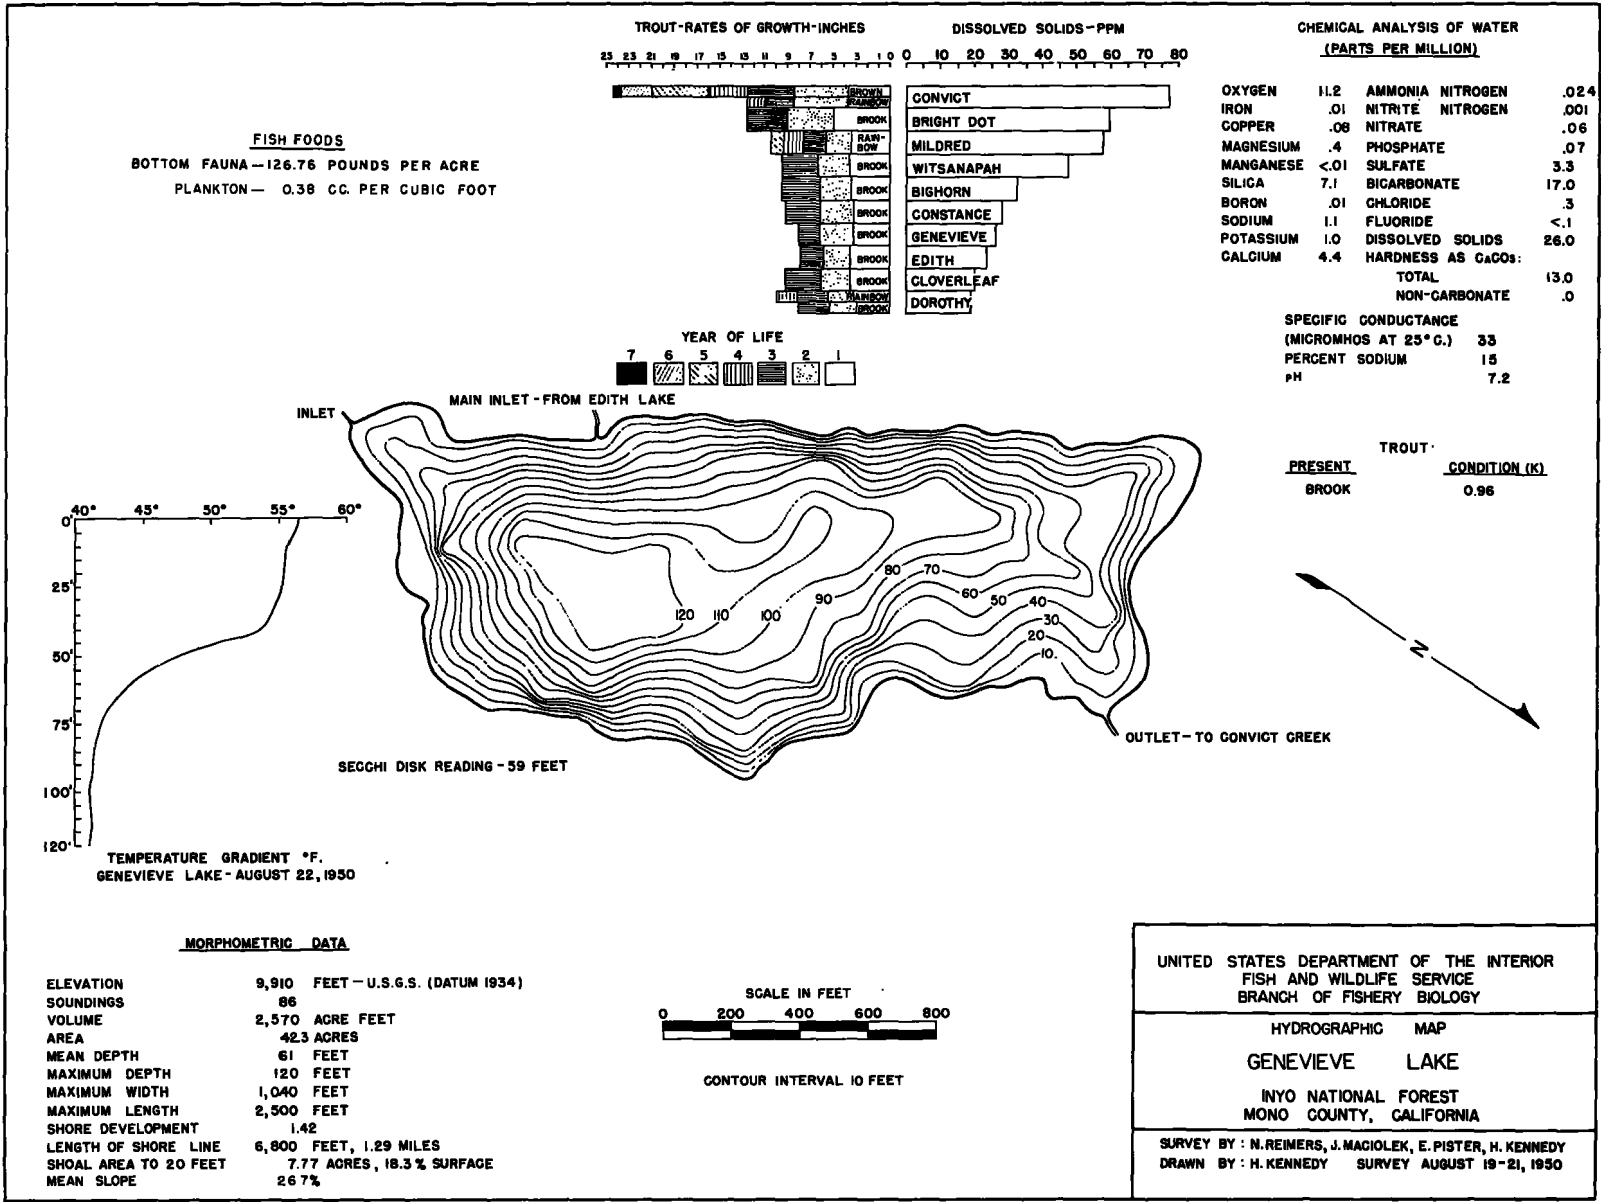 TROUT-RATES OF GROWTH-INCHES
25 23 21 19 17 15 13 11 9 7 5 3 1 0
BROWN
RAINBOW
BROOK
RAIN-
BOW
BROOK
BROOK
BROOK
BROOK
BROOK
BROOK
RAINBOW
BROOK
DISSOLVED SOLIDS-PPM
0 10 20 30 40 50 60 70 80
CONVICT
BRIGHT DOT
MILDRED
WITSANAPAH
BIGHORN
CONSTANCE
GENEVIEVE
EDITH
CLOVERLEAF
DOROTHY
YEAR OF LIFE
7 6 5 4 3 2 1
CHEMICAL ANALYSIS OF WATER
(PARTS PER MILLION)
OXYGEN 11.2 AMMONIA NITROGEN .024
IRON .01 NITRITE NITROGEN .001
COPPER .08 NITRATE .06
MAGNESIUM .4 PHOSPHATE .07
MANGANESE <.01 SULFATE 3.3
SILICA 7.1 BICARBONATE 17.0
BORON .01 CHLORIDE .3
SODIUM 1.1 FLUORIDE <.1
POTASSIUM 1.0 DISSOLVED SOLIDS 26.0
CALCIUM 4.4 HARDNESS AS CaCO3:
TOTAL 13.0
NON-CARBONATE .0
SPECIFIC CONDUCTANCE
(MICROMHOS AT 25° C.) 33
PERCENT SODIUM 15
pH 7.2
FISH FOODS
BOTTOM FAUNA—126.76 POUNDS PER ACRE
PLANKTON— 0.38 CC. PER CUBIC FOOT
TROUT
PRESENT CONDITION (K)
BROOK 0.96
INLET
MAIN INLET - FROM EDITH LAKE
80 70 60 50 40 30 20 10
120 110 100 90
OUTLET - TO CONVICT CREEK
N
40° 45° 50° 55° 60°
0'
25'
50'
75'
100'
120'
SECCHI DISK READING - 59 FEET
TEMPERATURE GRADIENT °F.
GENEVIEVE LAKE - AUGUST 22, 1950
MORPHOMETRIC DATA
ELEVATION 9,910 FEET — U.S.G.S. (DATUM 1934)
SOUNDINGS 86
VOLUME 2,570 ACRE FEET
AREA 42.3 ACRES
MEAN DEPTH 61 FEET
MAXIMUM DEPTH 120 FEET
MAXIMUM WIDTH 1,040 FEET
MAXIMUM LENGTH 2,500 FEET
SHORE DEVELOPMENT 1.42
LENGTH OF SHORE LINE 6,800 FEET, 1.29 MILES
SHOAL AREA TO 20 FEET 7.77 ACRES, 18.3% SURFACE
MEAN SLOPE 26.7%
SCALE IN FEET
0 200 400 600 800
CONTOUR INTERVAL 10 FEET
UNITED STATES DEPARTMENT OF THE INTERIOR
FISH AND WILDLIFE SERVICE
BRANCH OF FISHERY BIOLOGY
HYDROGRAPHIC MAP
GENEVIEVE LAKE
INYO NATIONAL FOREST
MONO COUNTY, CALIFORNIA
SURVEY BY : N. REIMERS, J. MACIOLEK, E. PISTER, H. KENNEDY
DRAWN BY : H. KENNEDY SURVEY AUGUST 19-21, 1950